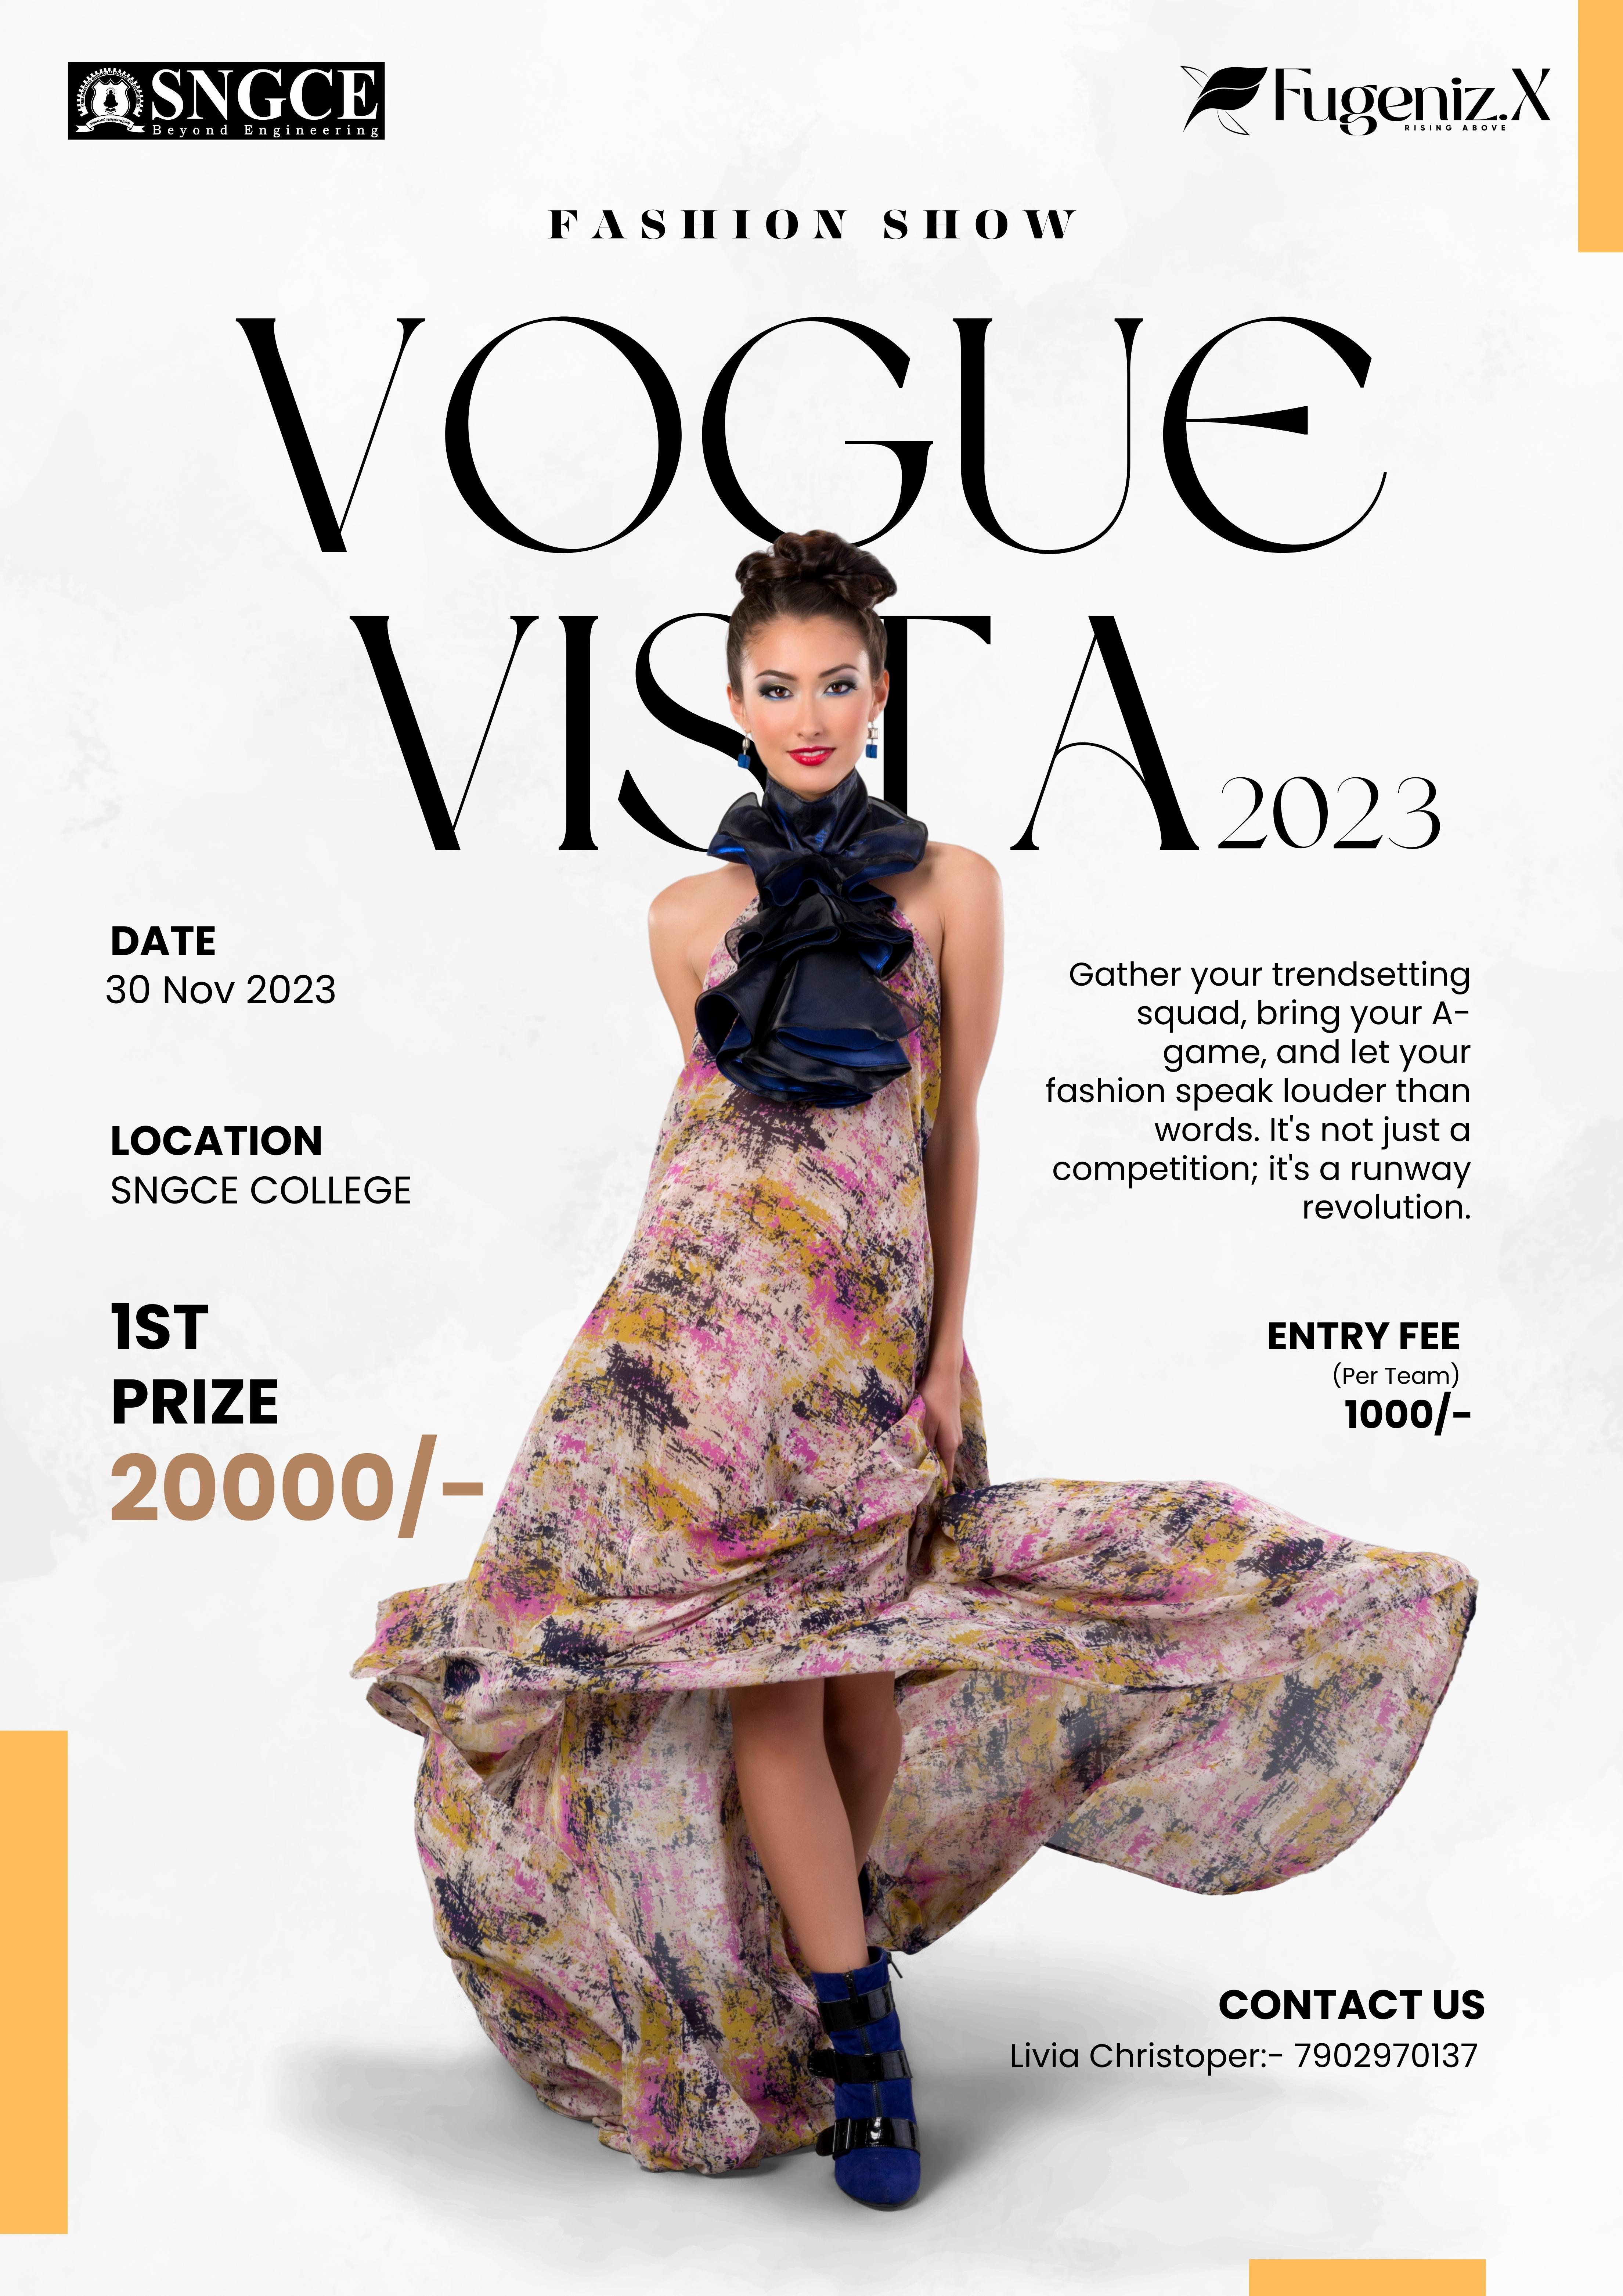 SNGCE
Beyond Engineering
Fugeniz.X
RISING ABOVE
FASHION SHOW
VOGUE
VISTA 2023
DATE
30 Nov 2023
LOCATION
SNGCE COLLEGE
1ST
PRIZE
20000/-
Gather your trendsetting
squad, bring your A-
game, and let your
fashion speak louder than
words. It's not just a
competition; it's a runway
revolution.
ENTRY FEE
(Per Team)
1000/-
CONTACT US
Livia Christoper:- 7902970137